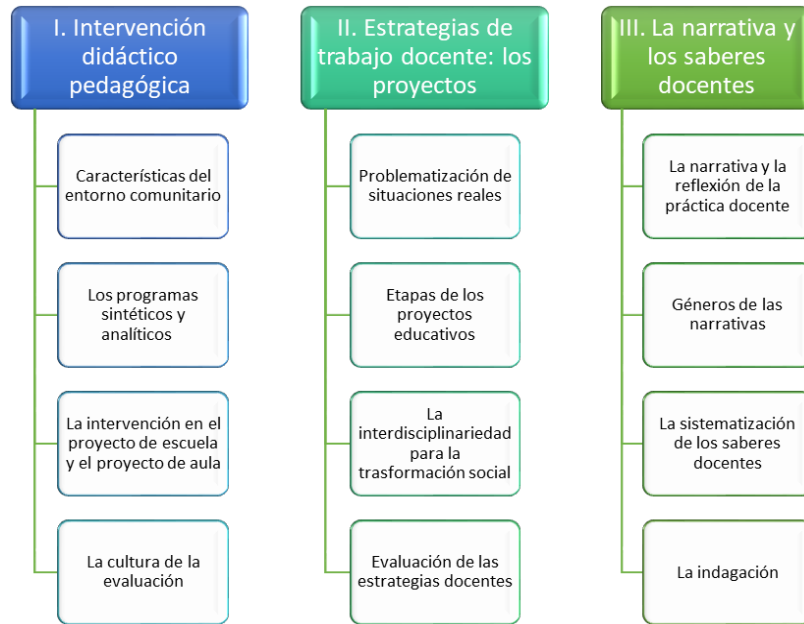 I. Intervención
didáctico
pedagógica
Características del
entorno comunitario
Los programas
sintéticos y
analíticos
La intervención en el
proyecto de escuela
y el proyecto de aula
La cultura de la
evaluación
II. Estrategias de
trabajo docente: los
proyectos
Problematización de
situaciones reales
Etapas de los
proyectos
educativos
La
interdisciplinariedad
para la
trasformación social
Evaluación de las
estrategias docentes
III. La narrativa y
los saberes
docentes
La narrativa y la
reflexión de la
práctica docente
Géneros de las
narrativas
La sistematización
de los saberes
docentes
La indagación